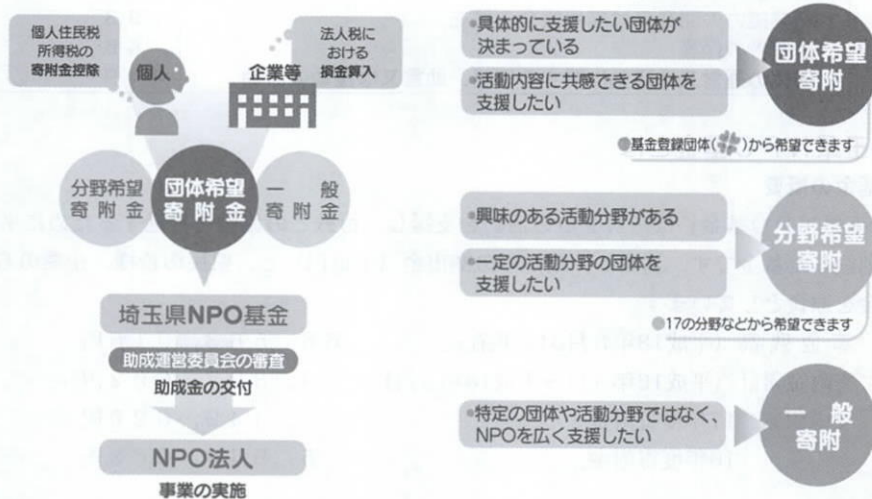 個人住民税
所得税の
寄附金控除
個人
法人税に
おける
損金算入
企業等
分野希望
寄附金
団体希望
寄附金
一般
寄附金
埼玉県NPO基金
助成運営委員会の審査
助成金の交付
NPO法人
事業の実施
•具体的に支援したい団体が
決まっている
•活動内容に共感できる団体を
支援したい
団体希望
寄附
●基金登録団体()から希望できます
•興味のある活動分野がある
•一定の活動分野の団体を
支援したい
分野希望
寄附
●17の分野などから希望できます
•特定の団体や活動分野ではなく、
NPOを広く支援したい
一般
寄附